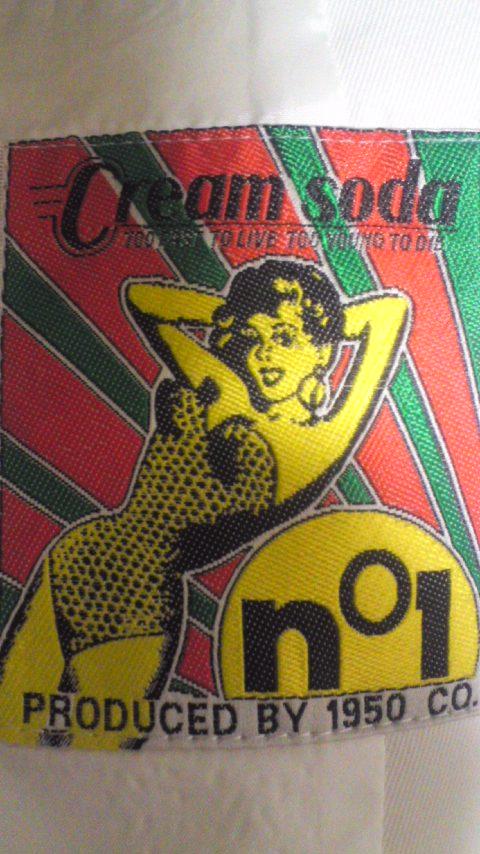 Cream soda
TOO FAST TO LIVE TOO YOUNG TO DIE
nº1
PRODUCED BY 1950 CO.